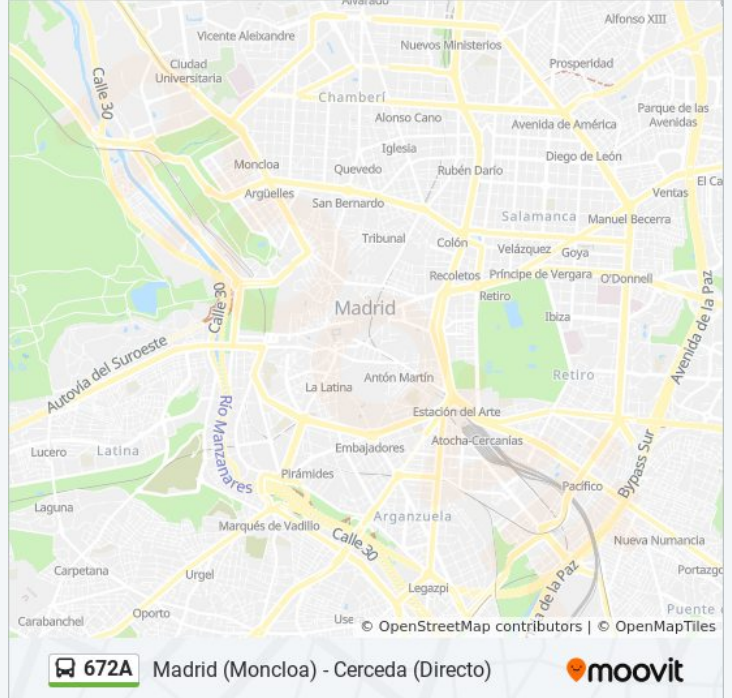 Alvarado
Alfonso XIII
Vicente Aleixandre
Nuevos Ministerios
Ciudad
Universitaria
Prosperidad
Calle 30
Chamberí
Parque de las
Avenidas
Alonso Cano
Avenida de América
Iglesia
Diego de León
Moncloa
Quevedo
Rubén Darío
El Ca
Argüelles
Ventas
San Bernardo
Salamanca
Manuel Becerra
Tribunal
Colón
Velázquez
Goya
Recoletos
Príncipe de Vergara
O'Donnell
Calle 30
Retiro
Madrid
Ibiza
Avenida de la Paz
Autovía del Suroeste
Antón Martín
Retiro
La Latina
Estación del Arte
Río Manzanares
Atocha-Cercanías
Embajadores
Lucero
Latina
Bypass Sur
Pirámides
Pacífico
Laguna
Arganzuela
Marqués de Vadillo
Calle 30
Nueva Numancia
Carpetana
Urgel
Portazgo
a de la Paz
Legazpi
Oporto
Puente
Carabanchel
Use
© OpenStreetMap contributors | © OpenMapTiles
672A Madrid (Moncloa) - Cerceda (Directo)
moovit